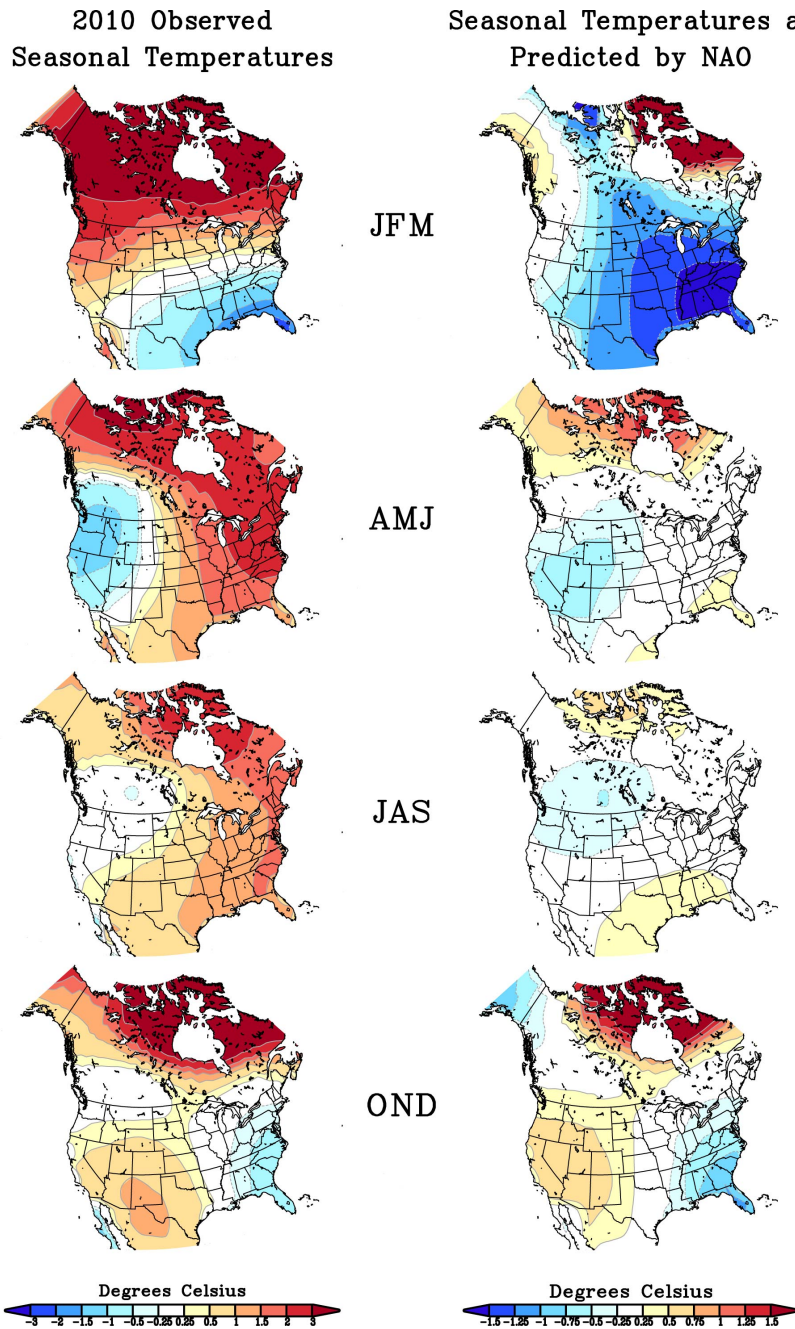 2010 Observed
Seasonal Temperatures
Seasonal Temperatures a
Predicted by NAO
JFM
AMJ
JAS
OND
Degrees Celsius
-3 -2 -1 -0.5 -0.25 0.25 0.5 1 1.5 2 3
Degrees Celsius
-1.5 -1.25 -1 -0.75 -0.5 -0.25 0.25 0.5 0.75 1 1.25 1.5